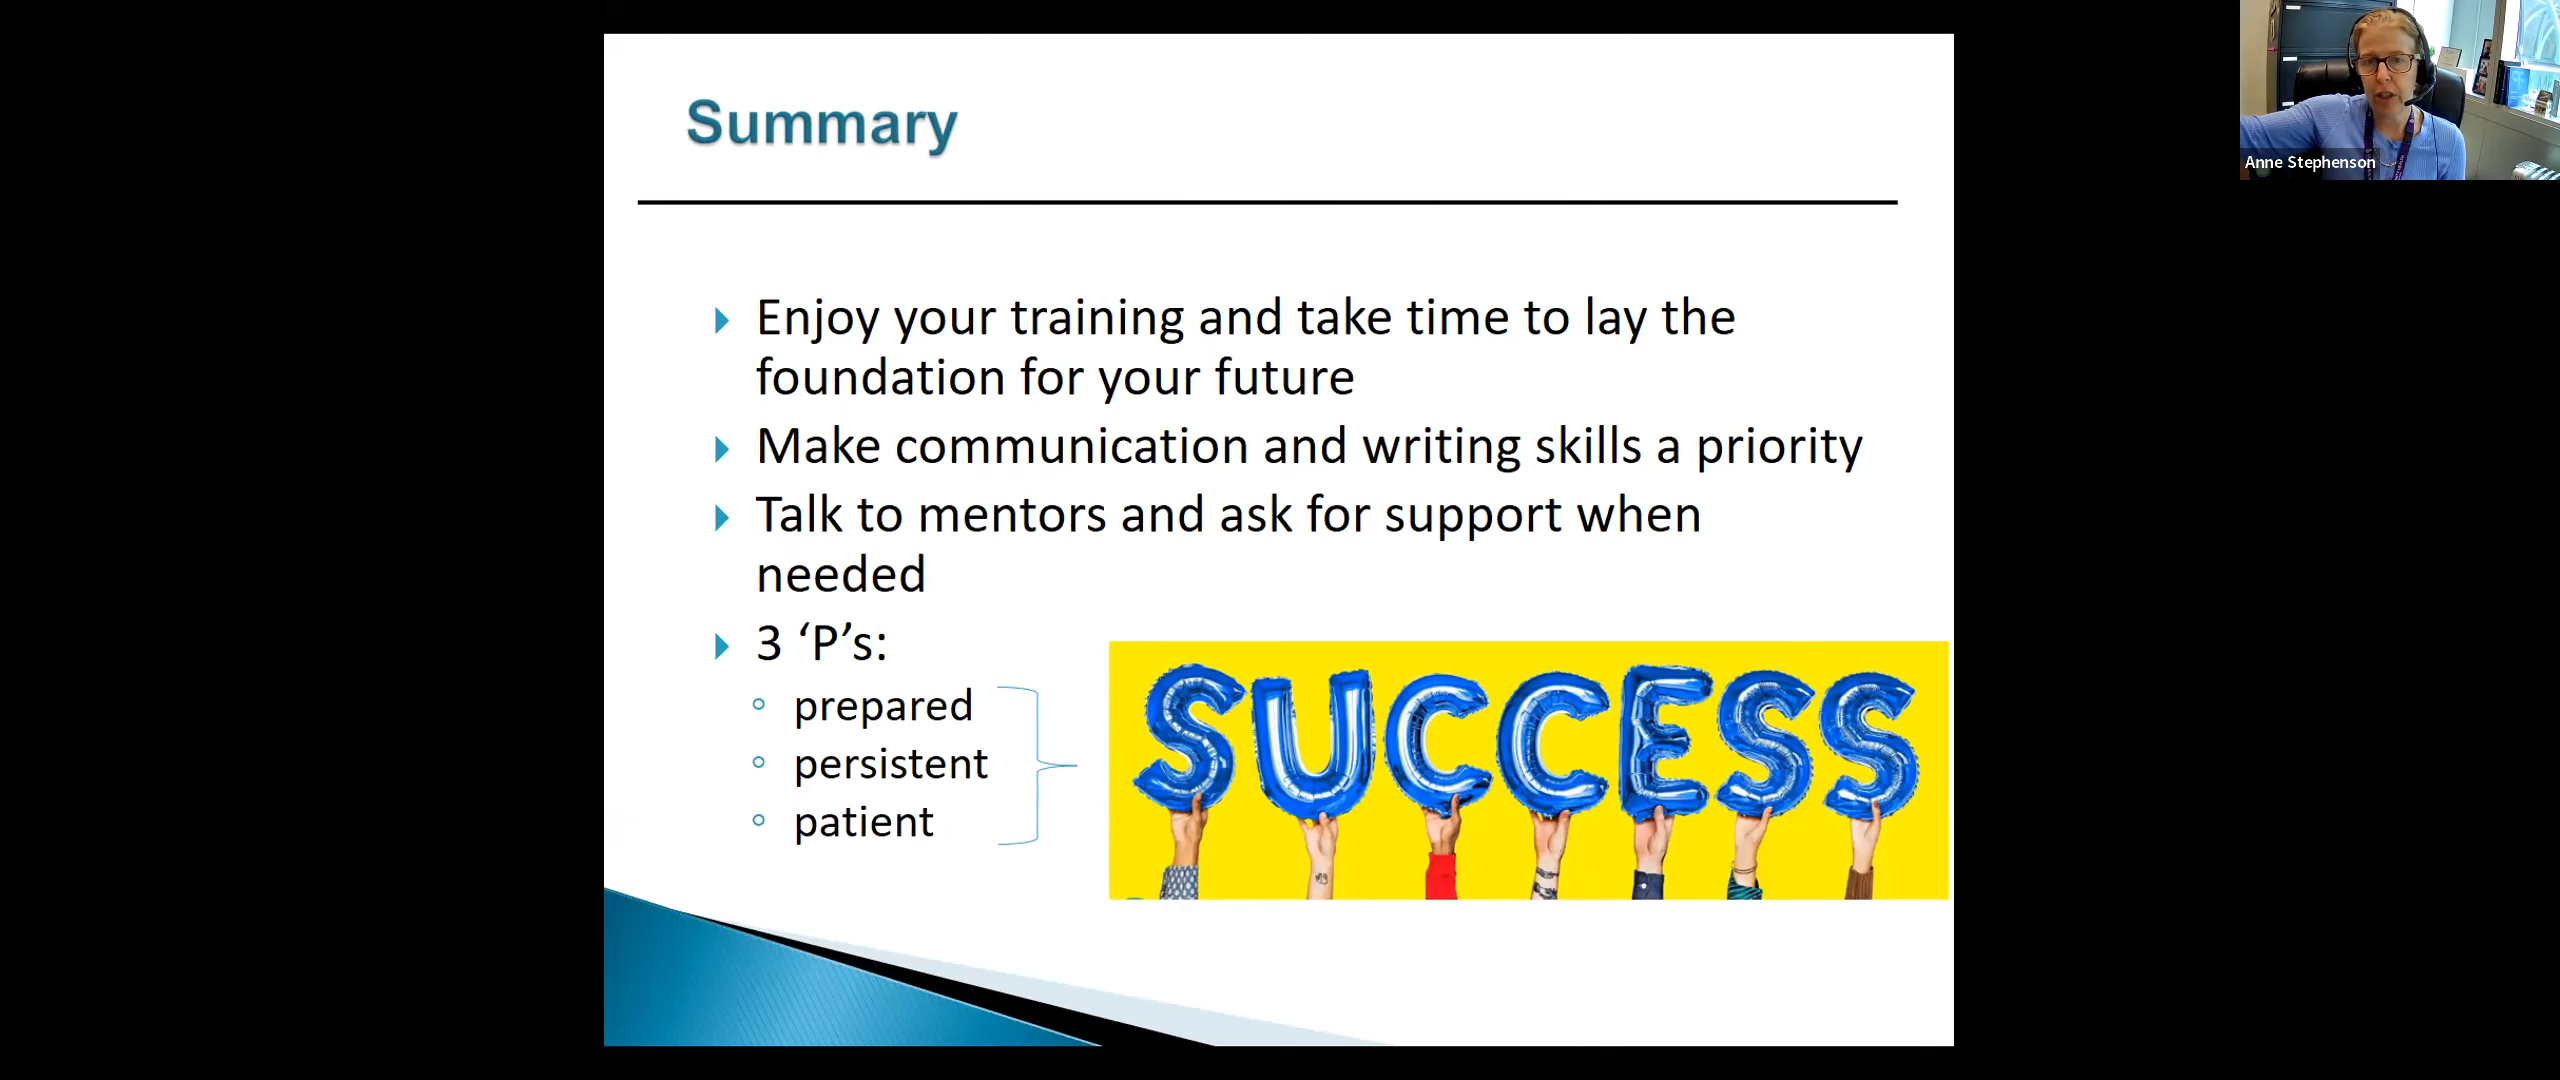 Summary
Enjoy your training and take time to lay the
foundation for your future
Make communication and writing skills a priority
Talk to mentors and ask for support when
needed
3 ‘P’s:
prepared
persistent
patient
SUCCESS
Anne Stephenson